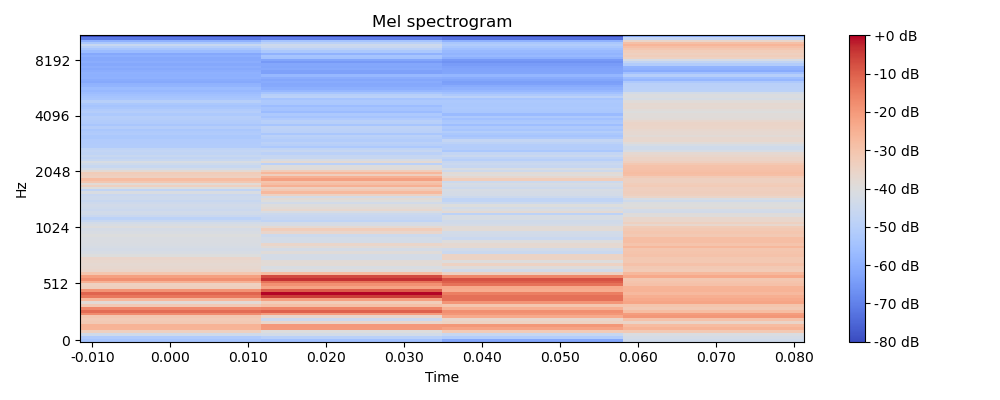 Mel spectrogram
Hz
8192
4096
2048
1024
512
0
-0.010 0.000 0.010 0.020 0.030 0.040 0.050 0.060 0.070 0.080
Time
+0 dB
-10 dB
-20 dB
-30 dB
-40 dB
-50 dB
-60 dB
-70 dB
-80 dB